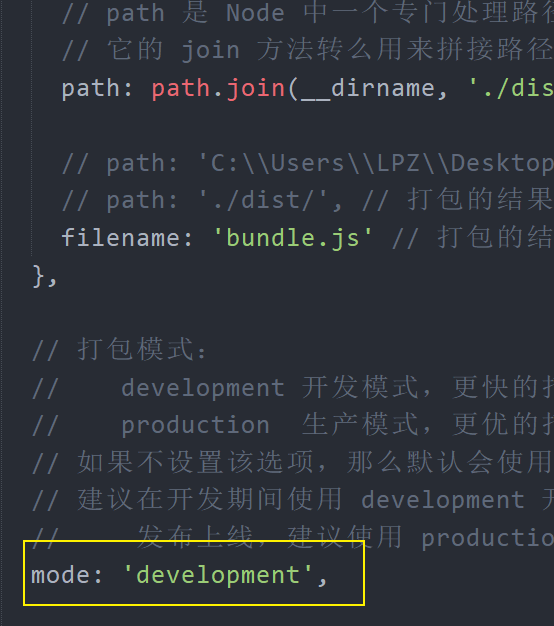 // path 是 Node 中一个专门处理路径
// 它的 join 方法转么用来拼接路径
path: path.join(__dirname, './dis
// path: 'C:\\Users\\LPZ\\Desktop
// path: './dist/', // 打包的结果
filename: 'bundle.js' // 打包的结
},
// 打包模式:
// development 开发模式，更快的打
// production 生产模式，更优的打
// 如果不设置该选项，那么默认会使用
// 建议在开发期间使用 development 开
// 发布上线，建议使用 productio
mode: 'development',